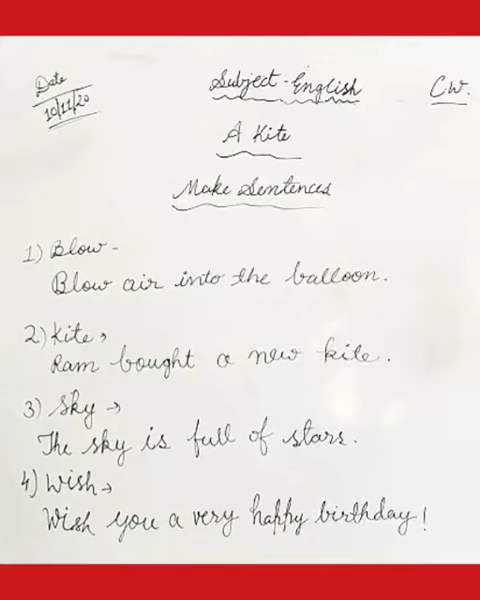 Date
10/11/20
Subject - English
C.W.
A Kite
Make Sentences
1) Blow -
Blow air into the balloon.
2) Kite →
Ram bought a new kite.
3) Sky →
The sky is full of stars.
4) Wish →
Wish you a very happy birthday!